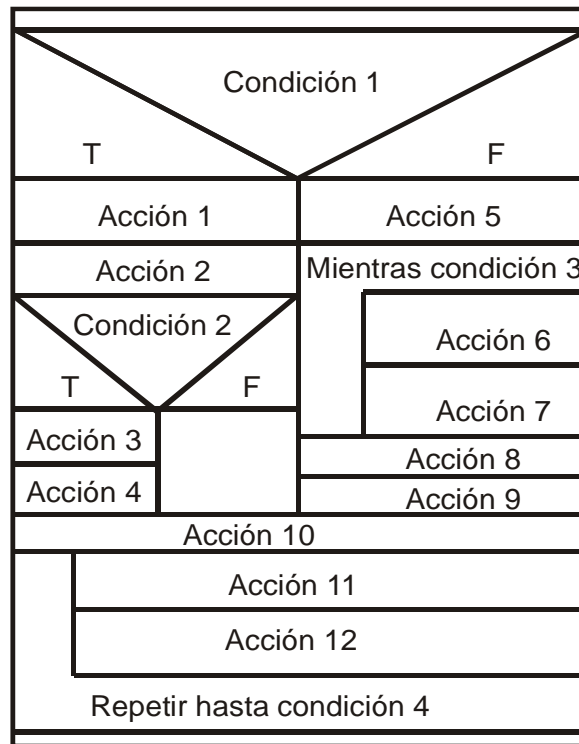 Condición 1
T
F
Acción 1
Acción 5
Acción 2
Mientras condición 3
Condición 2
Acción 6
T
F
Acción 7
Acción 3
Acción 8
Acción 4
Acción 9
Acción 10
Acción 11
Acción 12
Repetir hasta condición 4